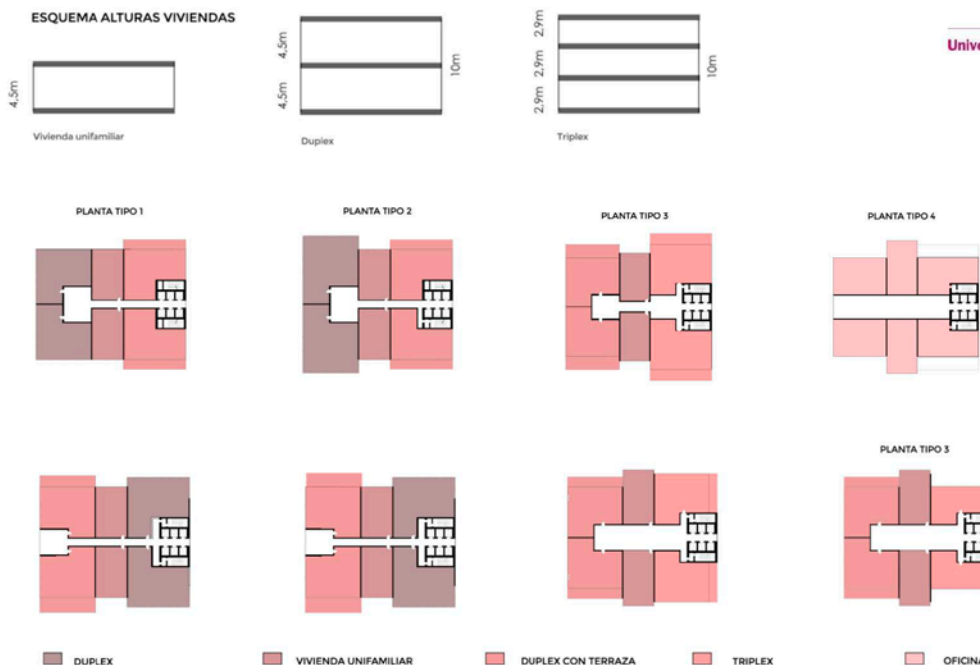 ESQUEMA ALTURAS VIVIENDAS
Unive
4,5m
Vivienda unifamiliar
4,5m
4,5m
10m
Duplex
2,9m
2,9m
2,9m
10m
Triplex
PLANTA TIPO 1
PLANTA TIPO 2
PLANTA TIPO 3
PLANTA TIPO 4
PLANTA TIPO 3
DUPLEX
VIVIENDA UNIFAMILIAR
DUPLEX CON TERRAZA
TRIPLEX
OFICINA